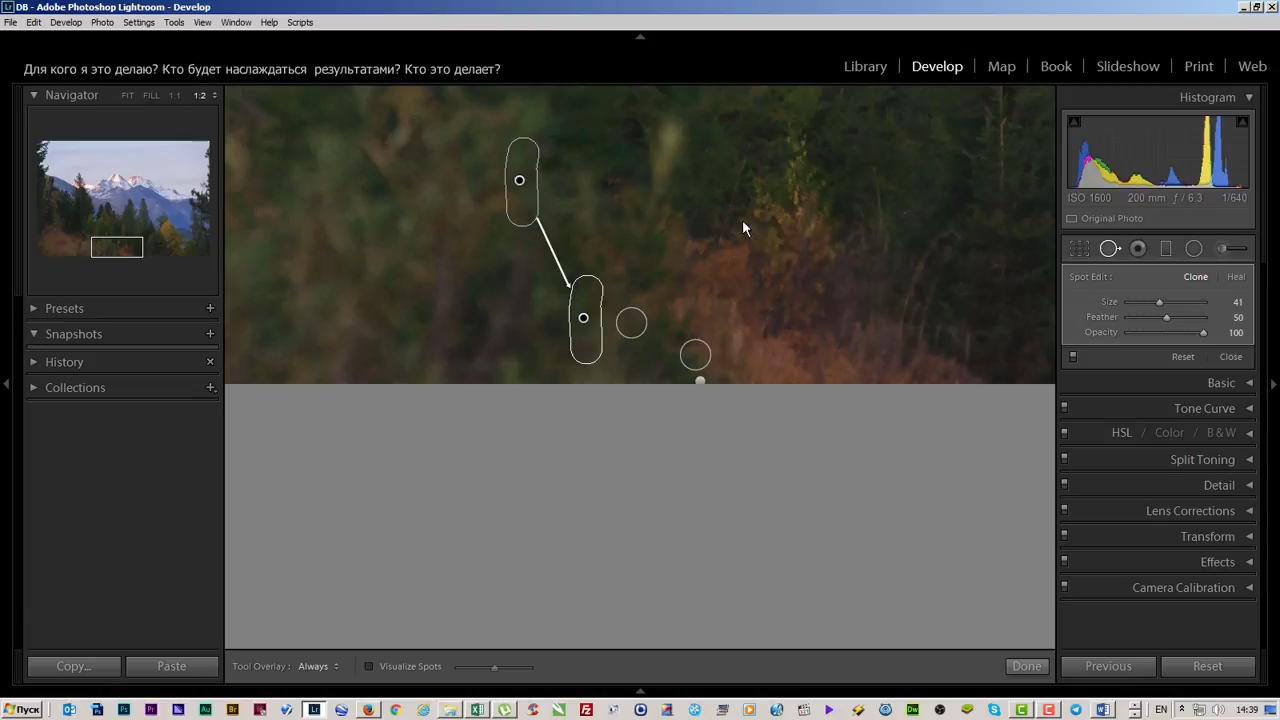 DB - Adobe Photoshop Lightroom - Develop
File Edit Develop Photo Settings Tools View Window Help Scripts
Для кого я это делаю? Кто будет наслаждаться результатами? Кто это делает?
Library Develop Map Book Slideshow Print Web
Navigator FIT FILL 1:1 1:2
Histogram
ISO 1600 200 mm ƒ / 6.3 1/640
Original Photo
Spot Edit : Clone Heal
Size 41
Feather 50
Opacity 100
Reset Close
Presets
Snapshots
History
Collections
Basic
Tone Curve
HSL / Color / B & W
Split Toning
Detail
Lens Corrections
Transform
Effects
Camera Calibration
Copy... Paste
Tool Overlay : Always Visualize Spots Done
Previous Reset
Пуск
EN 14:39